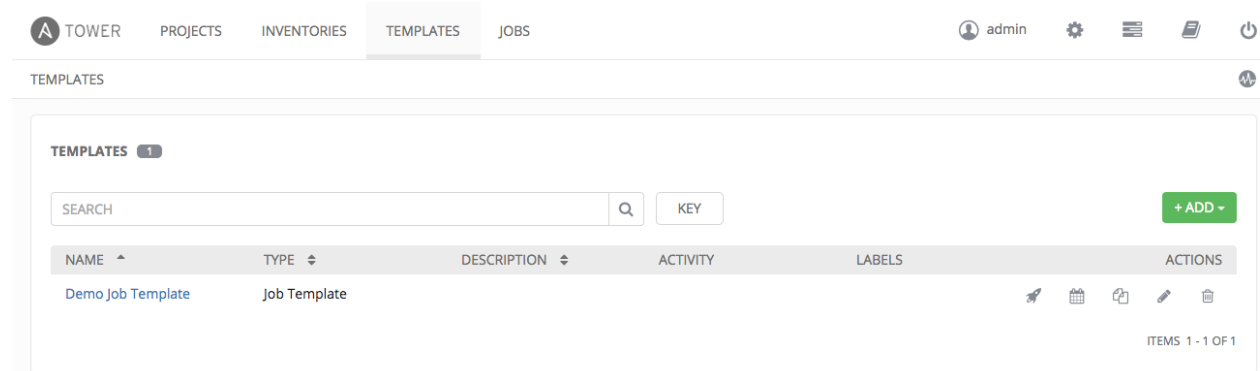 A TOWER PROJECTS INVENTORIES TEMPLATES JOBS admin
TEMPLATES
TEMPLATES 1
SEARCH KEY + ADD
NAME TYPE DESCRIPTION ACTIVITY LABELS ACTIONS
Demo Job Template Job Template
ITEMS 1 - 1 OF 1